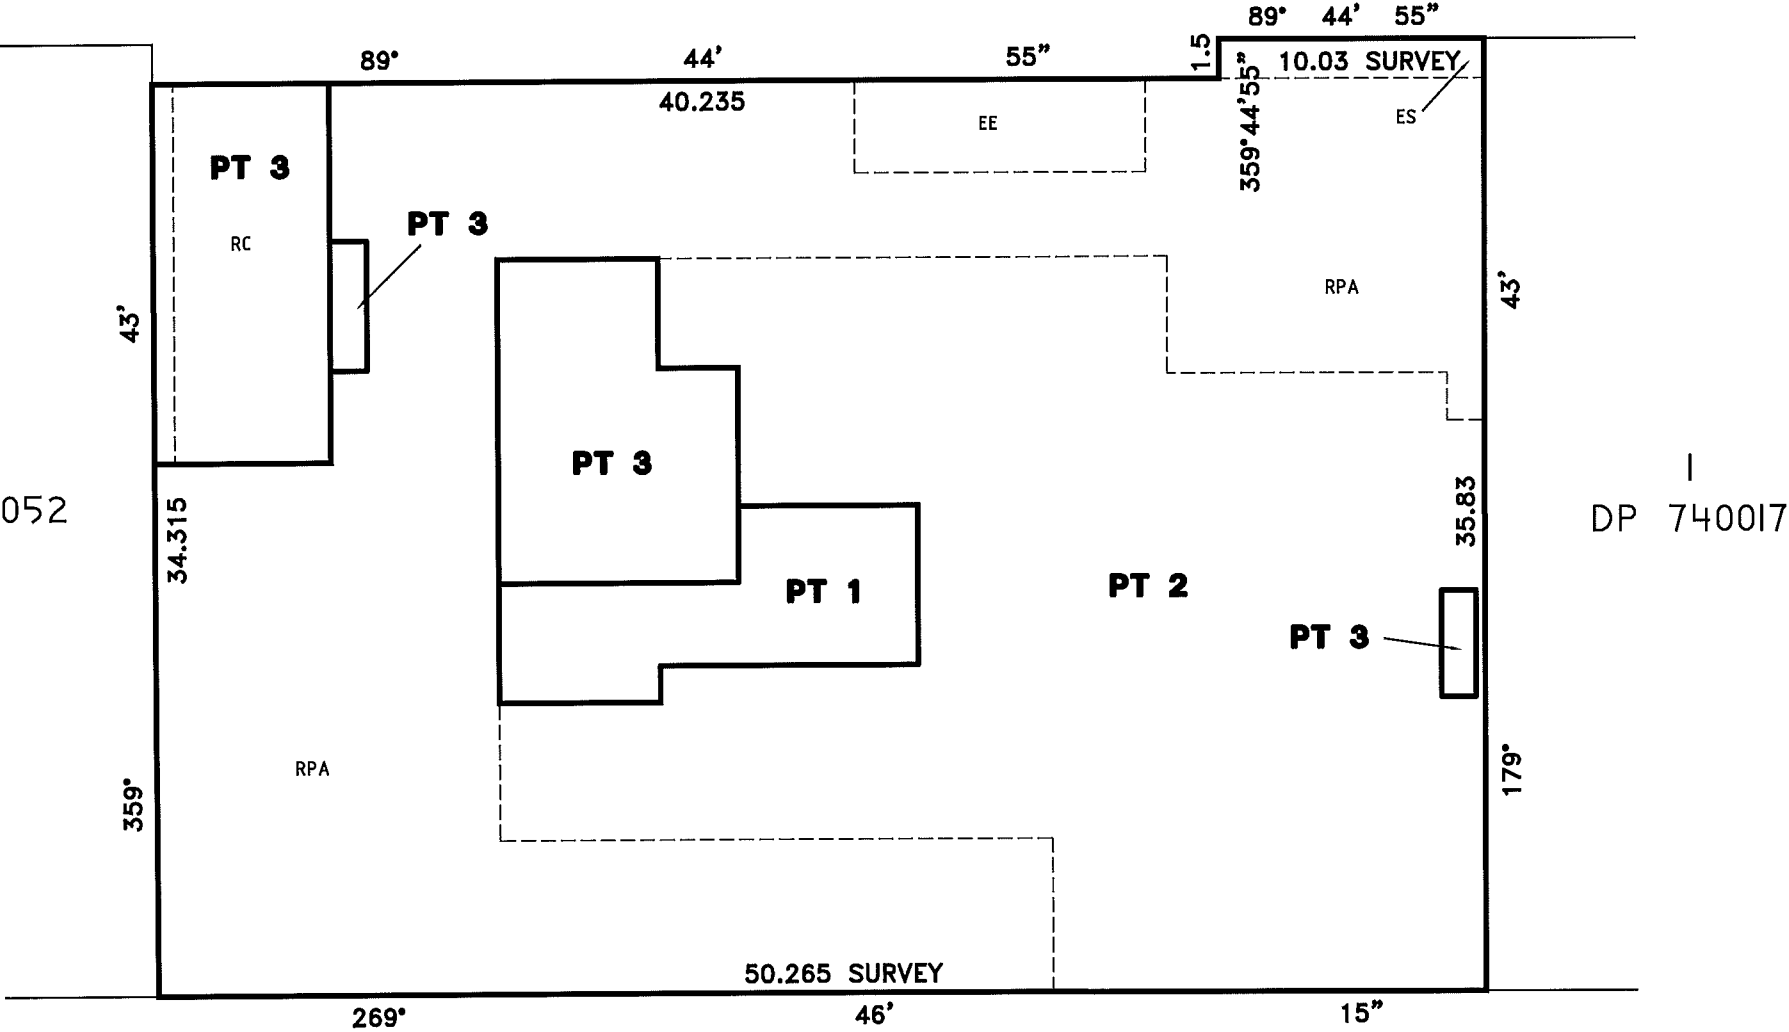 89° 44' 55"
89° 44' 55"
1.5
10.03 SURVEY
40.235
359°44'55"
ES
EE
PT 3
PT 3
RC
RPA
43'
43'
PT 3
34.315
35.83
052
1
DP 740017
PT 1
PT 2
PT 3
RPA
359°
179°
50.265 SURVEY
269° 46' 15"